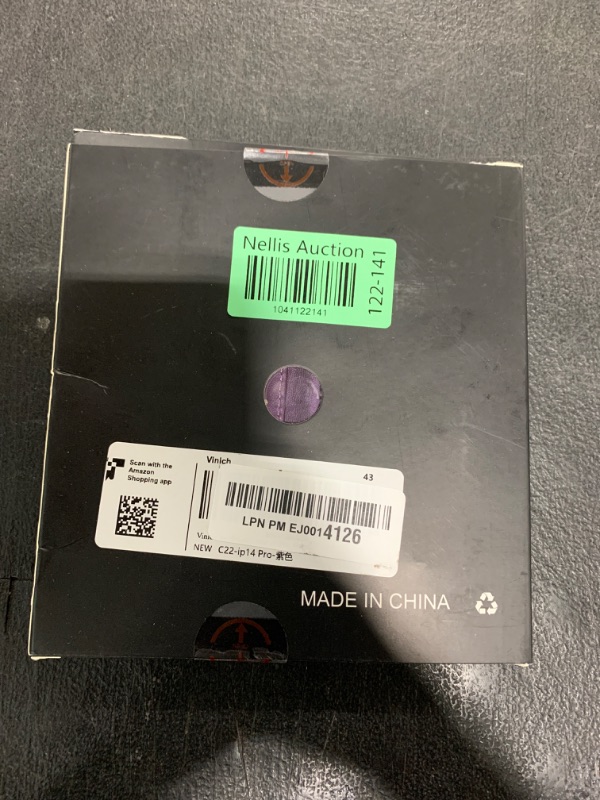 Nellis Auction
1041122141
122-141
Scan with the
Amazon
Shopping app
Vinich
43
LPN PM EJ0014126
NEW C22-ip14 Pro-紫色
MADE IN CHINA